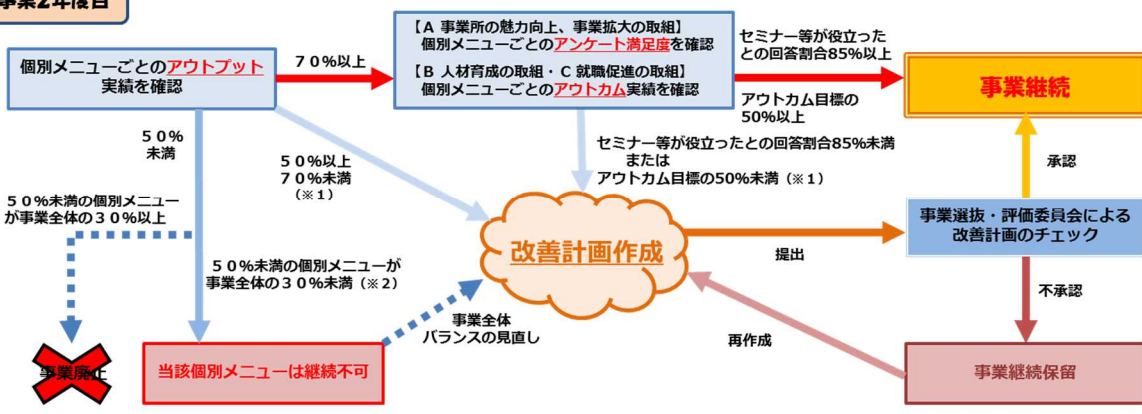 事業2年度目
個別メニューごとのアウトプット
実績を確認
70%以上
【A 事業所の魅力向上、事業拡大の取組】
個別メニューごとのアンケート満足度を確認
【B 人材育成の取組・C 就職促進の取組】
個別メニューごとのアウトカム実績を確認
セミナー等が役立った
との回答割合85%以上
アウトカム目標の
50%以上
事業継続
50%
未満
50%以上
70%未満
(※1)
セミナー等が役立ったとの回答割合85%未満
または
アウトカム目標の50%未満(※1)
承認
50%未満の個別メニュー
が事業全体の30%以上
改善計画作成
提出
事業選抜・評価委員会による
改善計画のチェック
50%未満の個別メニューが
事業全体の30%未満(※2)
不承認
事業全体
バランスの見直し
再作成
事業廃止
当該個別メニューは継続不可
事業継続保留